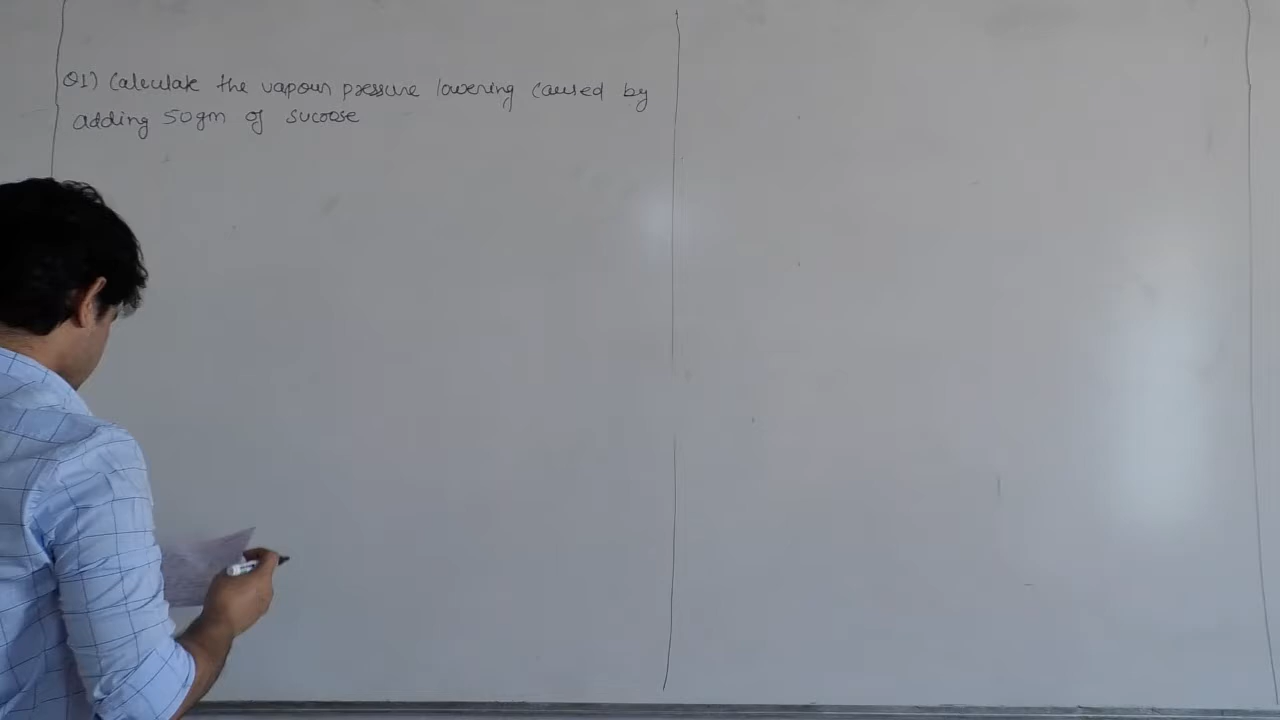 Q1) Calculate the vapour pressure lowering caused by
adding 50gm of sucrose